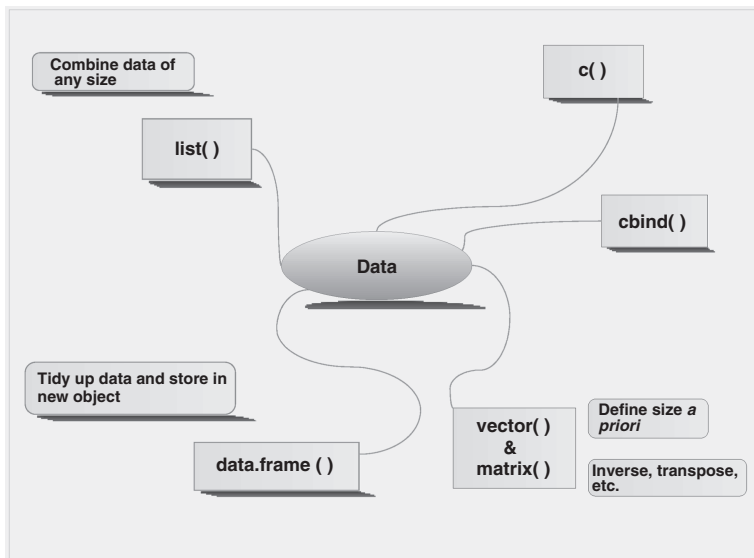 Combine data of
any size
c( )
list( )
cbind( )
Data
Tidy up data and store in
new object
data.frame ( )
vector( )
&
matrix( )
Define size a
priori
Inverse, transpose,
etc.